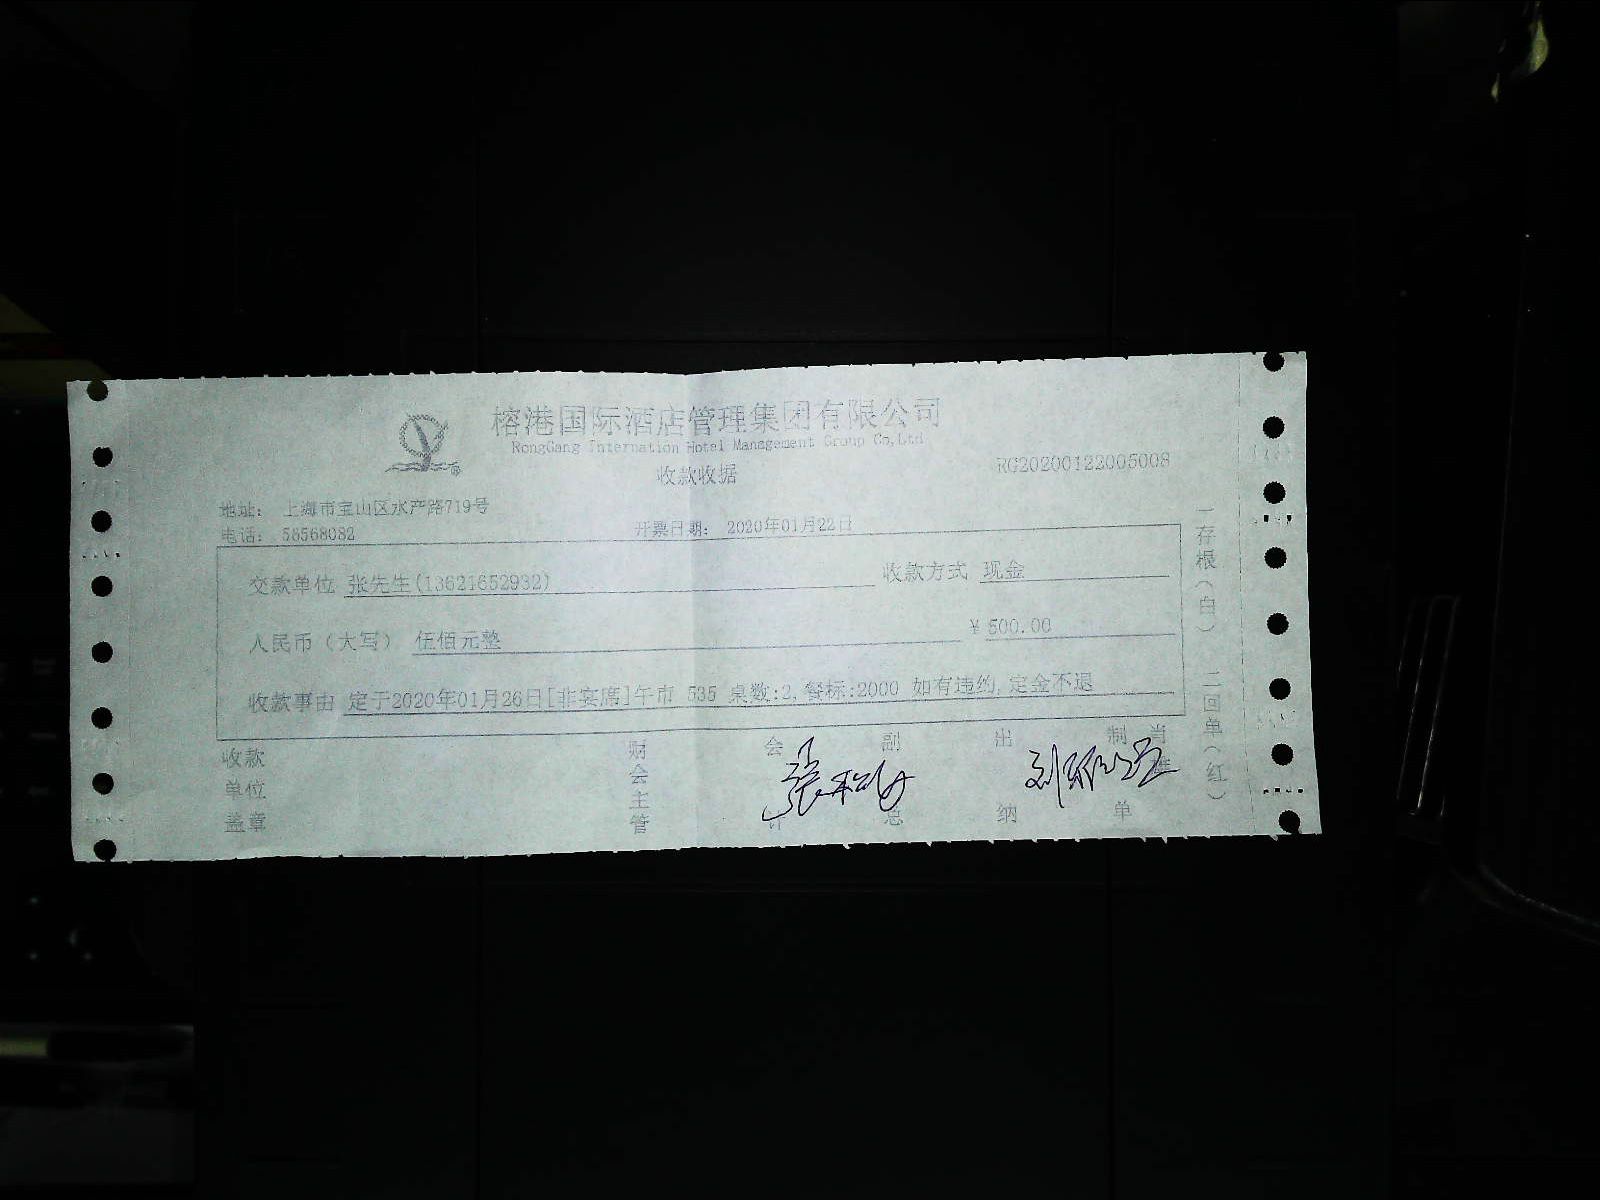 榕港国际酒店管理集团有限公司
RongGang Internation Hotel Management Group Co,Ltd
收款收据
RG20200122005008
地址： 上海市宝山区水产路719号
电话： 56568082
开票日期： 2020年01月22日
交款单位 张先生(13621652932) 收款方式 现金
人民币（大写） 伍佰元整 ￥500.00
收款事由 定于2020年01月26日[非宴席]午市 535 桌数:2,餐标:2000 如有违约,定金不退
收款单位盖章
财会主管
会计
副总
出纳
制单
一存根（白） 二回单（红）